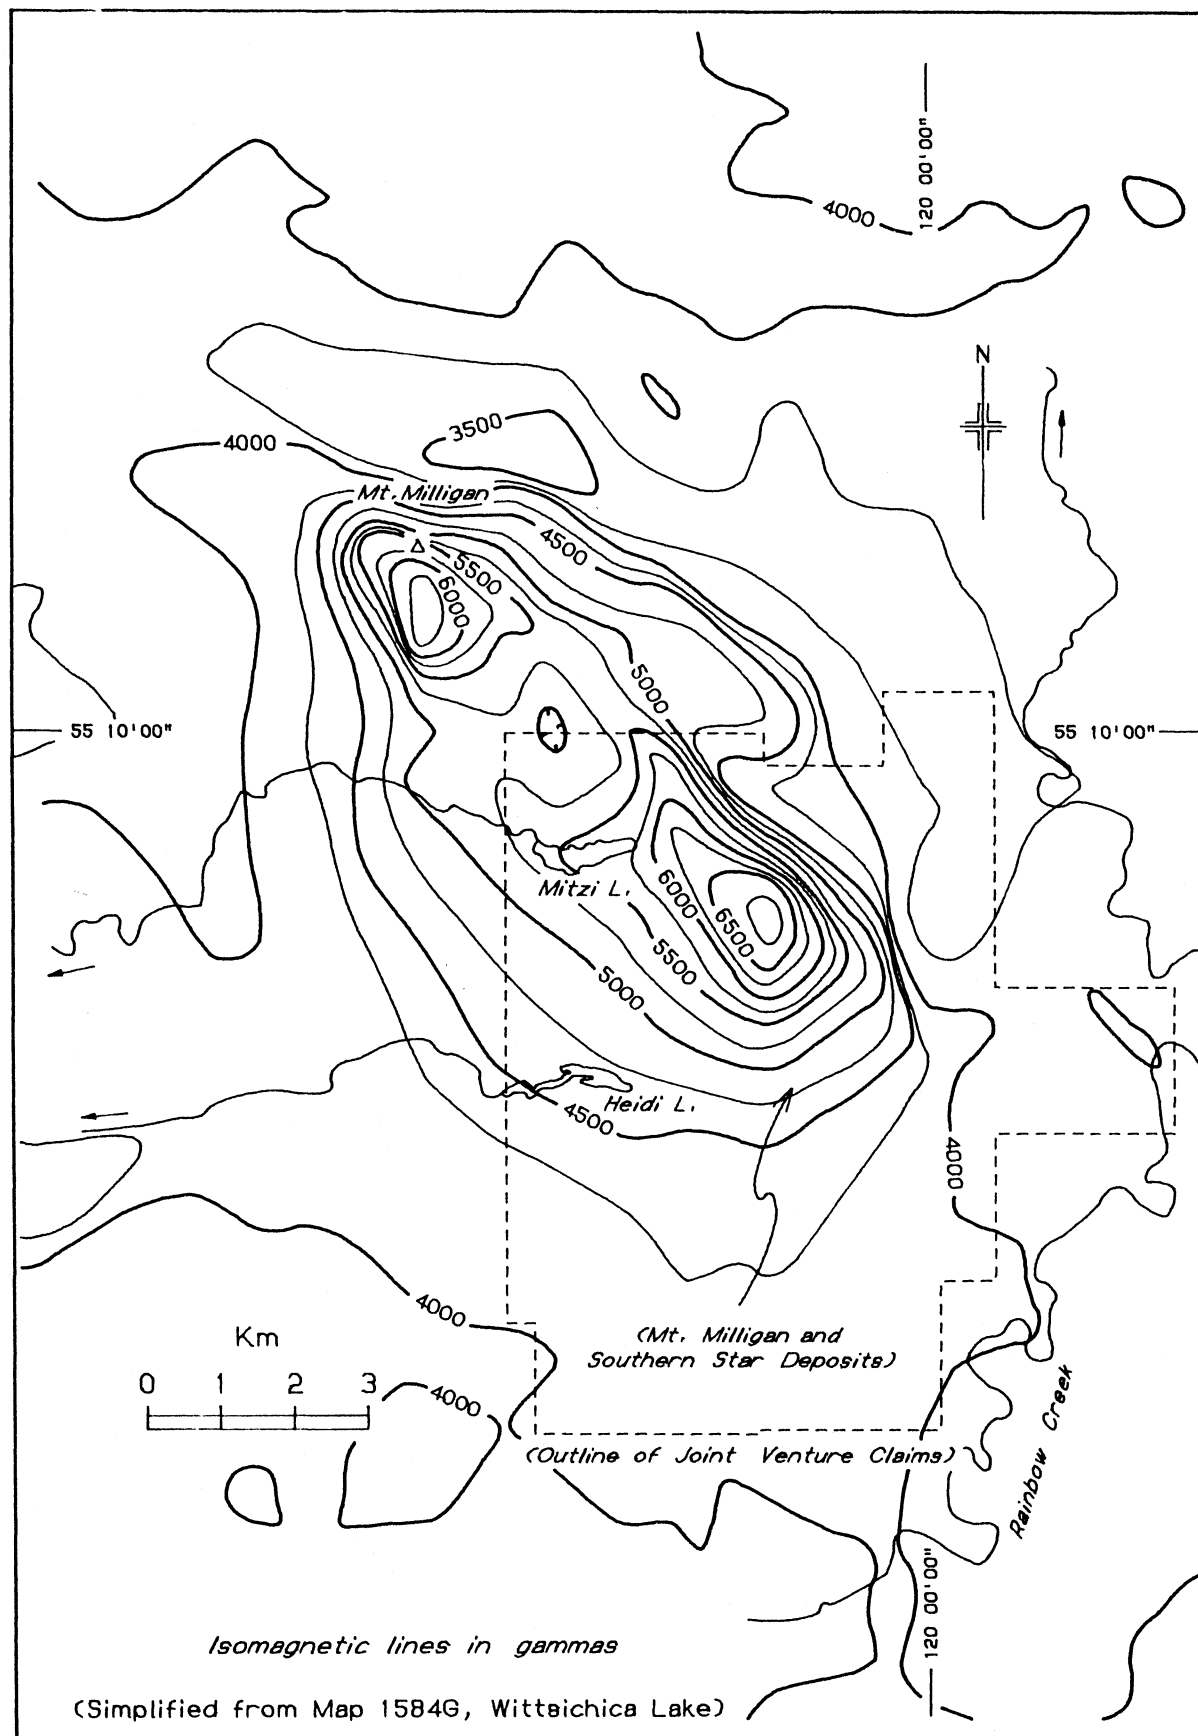 120 00'00"
4000
N
3500
4000
Mt. Milligan
4500
5500
6000
5000
55 10'00"
55 10'00"
Mitzi L.
6000
6500
5500
5000
Heidi L.
4500
4000
4000
(Mt. Milligan and
Southern Star Deposits)
Km
0 1 2 3
4000
(Outline of Joint Venture Claims)
Rainbow Creek
120 00'00"
Isomagnetic lines in gammas
(Simplified from Map 1584G, Wittsichica Lake)